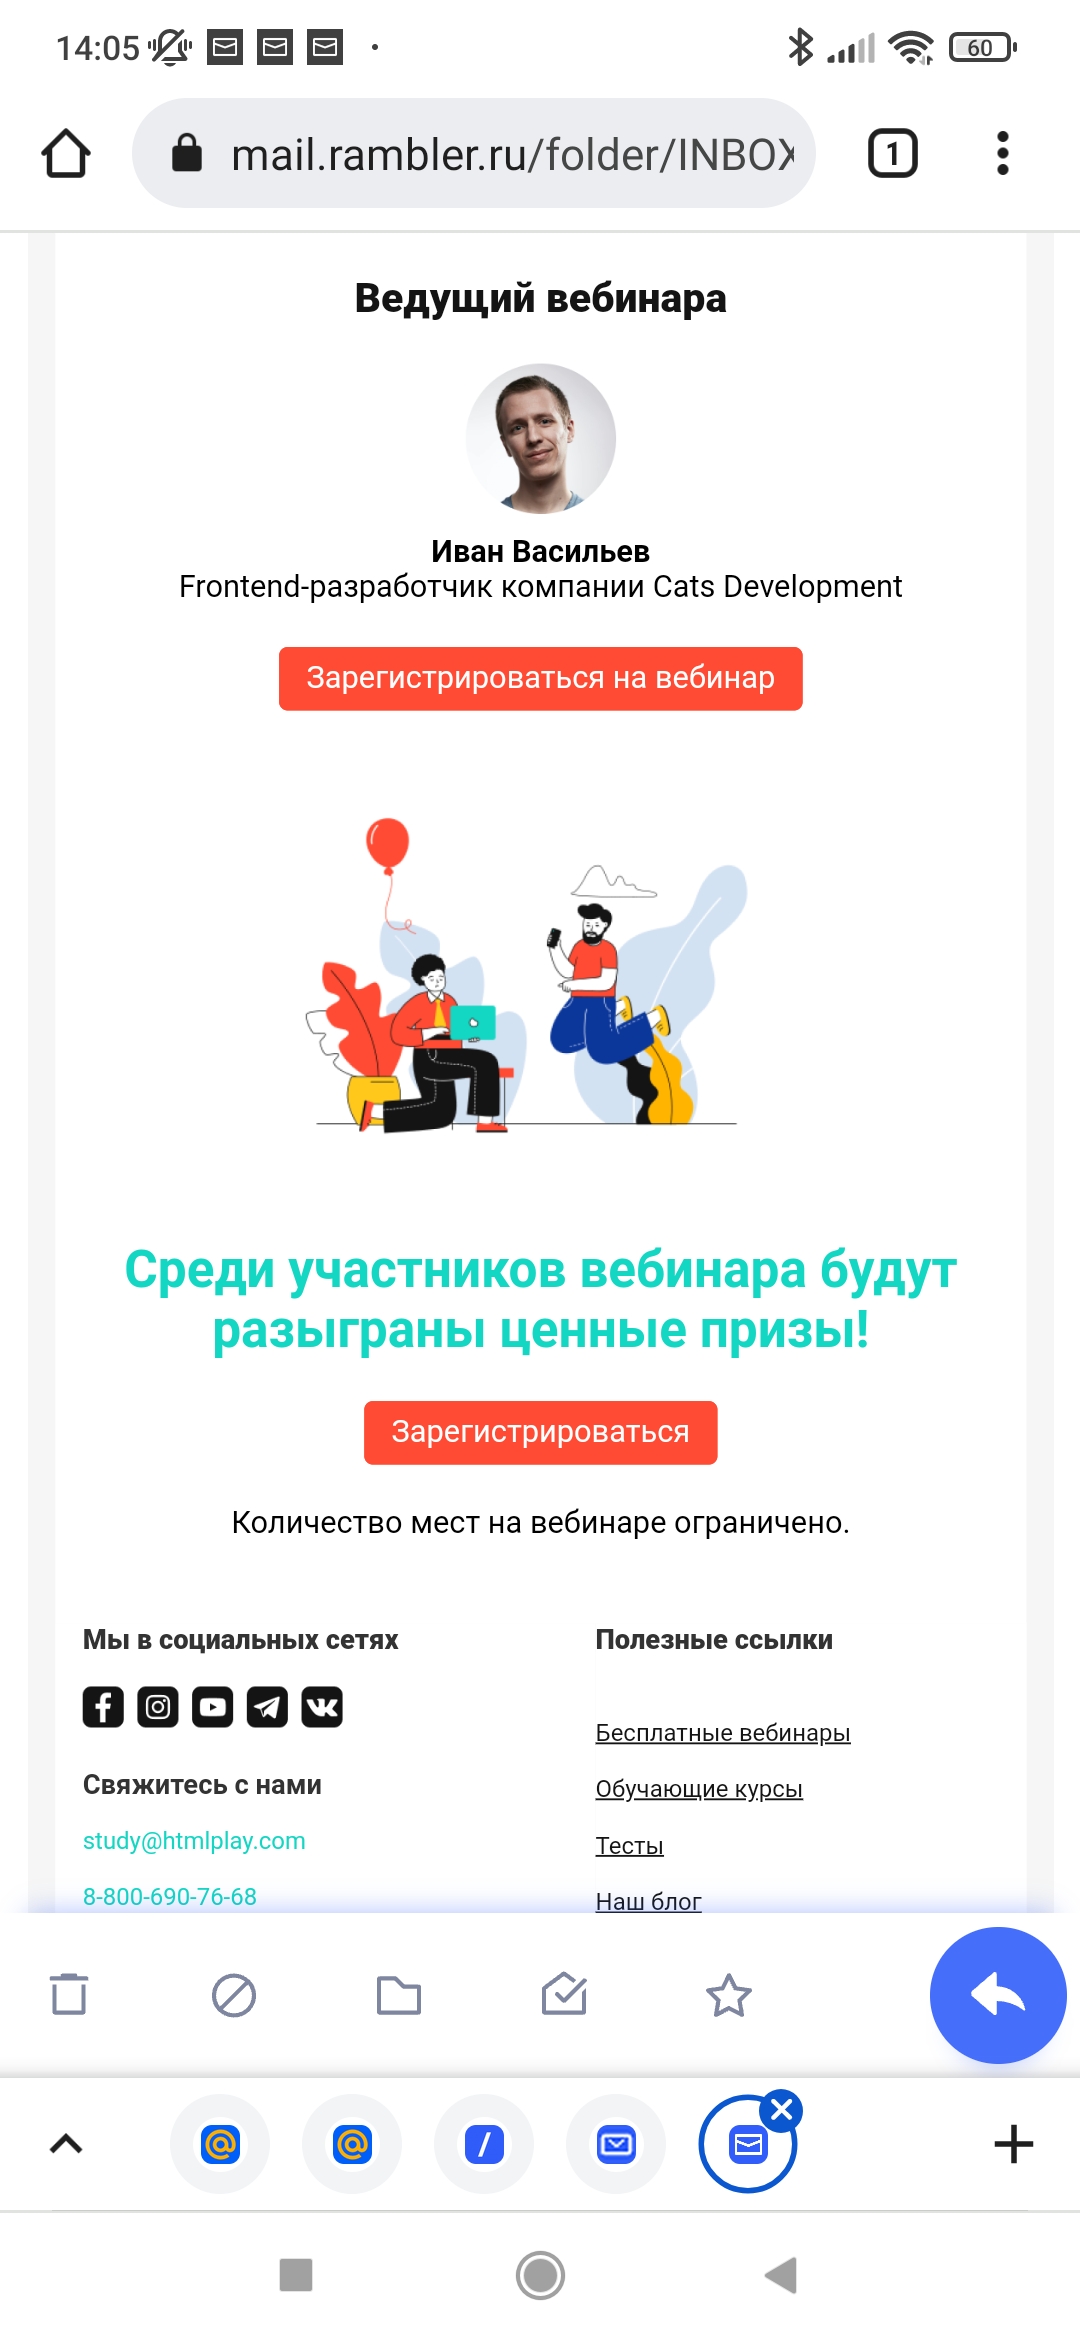 14:05
60
mail.rambler.ru/folder/INBOX
1
Ведущий вебинара
Иван Васильев
Frontend-разработчик компании Cats Development
Зарегистрироваться на вебинар
Среди участников вебинара будут
разыграны ценные призы!
Зарегистрироваться
Количество мест на вебинаре ограничено.
Мы в социальных сетях
Полезные ссылки
Бесплатные вебинары
Свяжитесь с нами
Обучающие курсы
study@htmlplay.com
Тесты
8-800-690-76-68
Наш блог